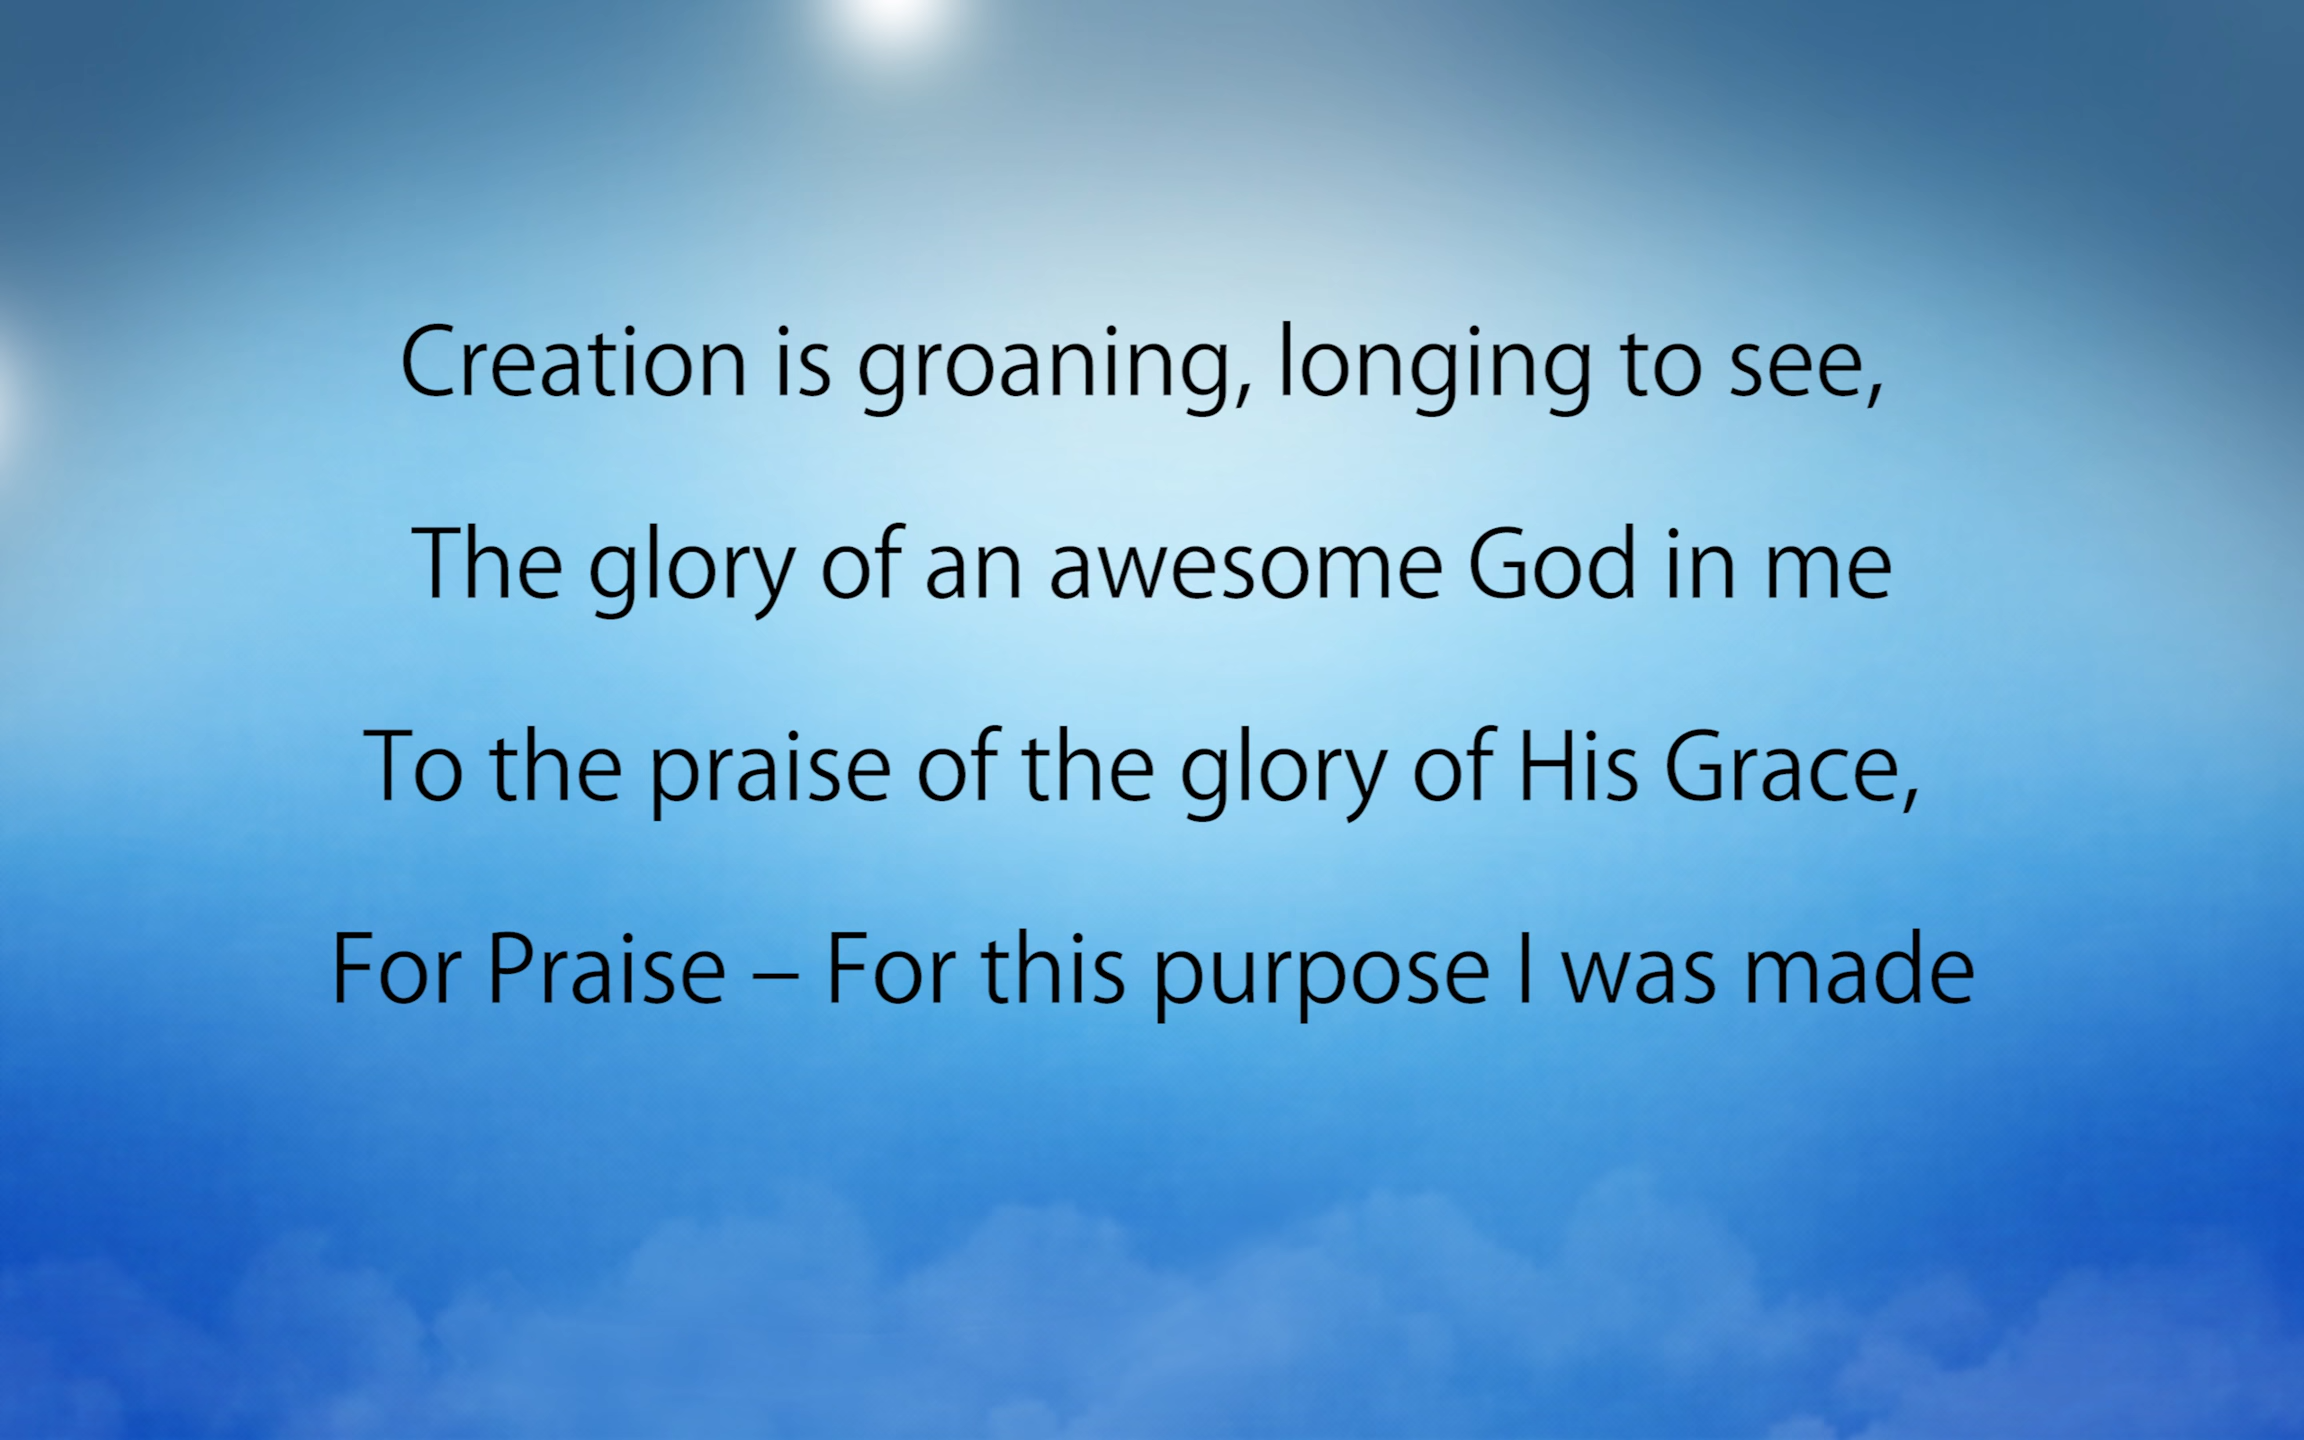 Creation is groaning, longing to see,
The glory of an awesome God in me
To the praise of the glory of His Grace,
For Praise – For this purpose I was made